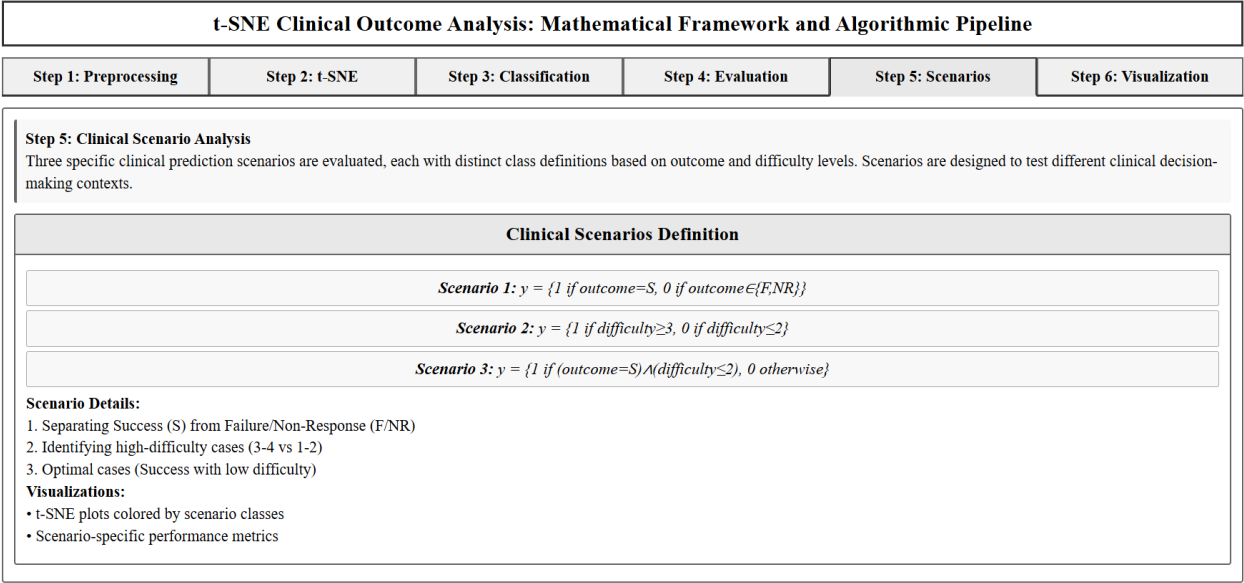 t-SNE Clinical Outcome Analysis: Mathematical Framework and Algorithmic Pipeline
Step 1: Preprocessing
Step 2: t-SNE
Step 3: Classification
Step 4: Evaluation
Step 5: Scenarios
Step 6: Visualization
Step 5: Clinical Scenario Analysis
Three specific clinical prediction scenarios are evaluated, each with distinct class definitions based on outcome and difficulty levels. Scenarios are designed to test different clinical decision-
making contexts.
Clinical Scenarios Definition
Scenario 1: y = {1 if outcome=S, 0 if outcome∈{F,NR}}
Scenario 2: y = {1 if difficulty≥3, 0 if difficulty≤2}
Scenario 3: y = {1 if (outcome=S)∧(difficulty≤2), 0 otherwise}
Scenario Details:
1. Separating Success (S) from Failure/Non-Response (F/NR)
2. Identifying high-difficulty cases (3-4 vs 1-2)
3. Optimal cases (Success with low difficulty)
Visualizations:
• t-SNE plots colored by scenario classes
• Scenario-specific performance metrics